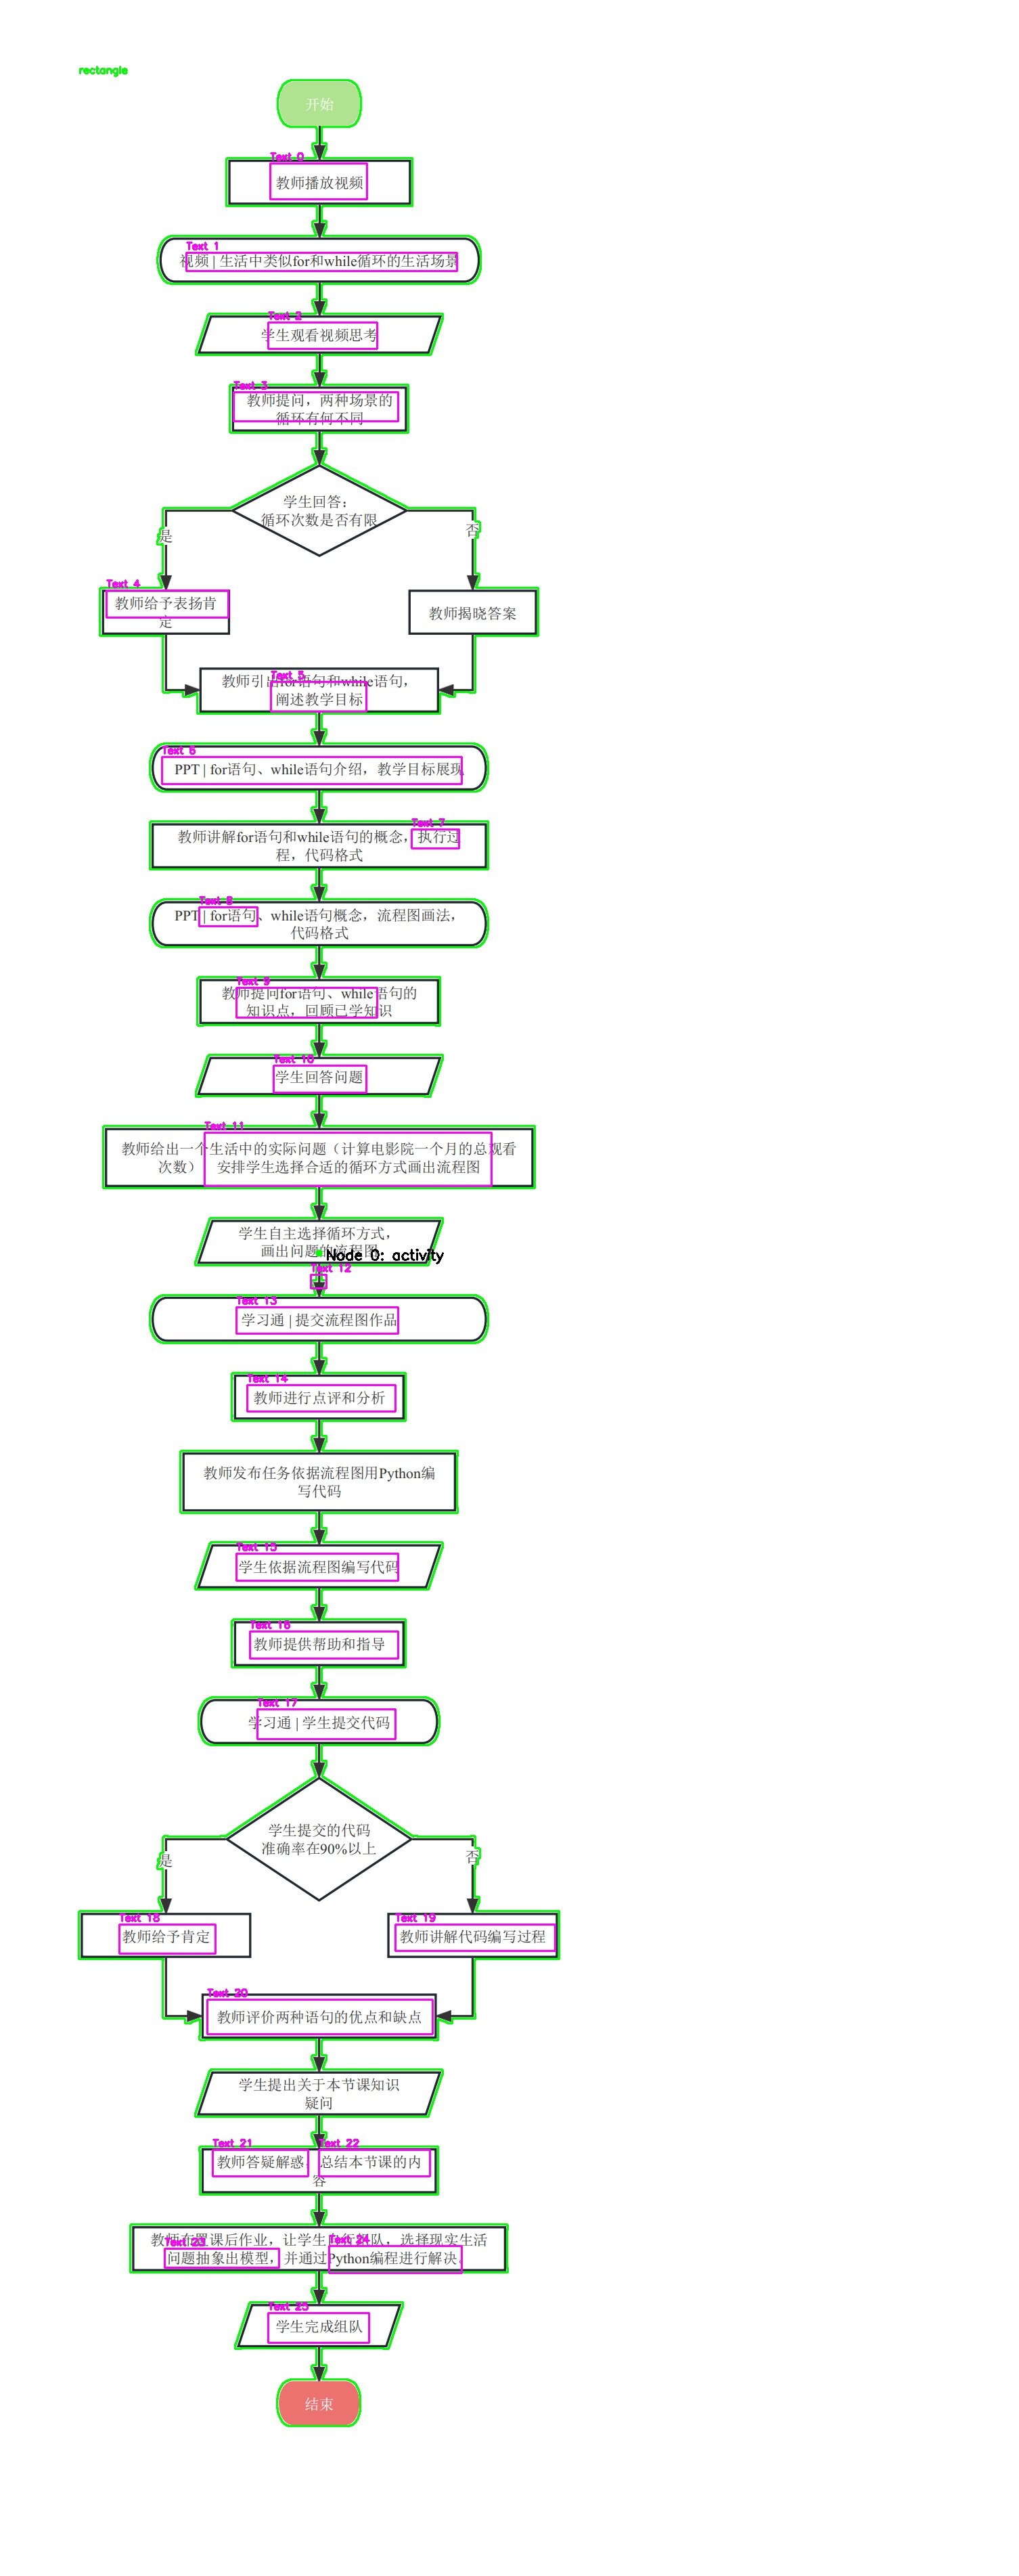 rectangle
开始
Text 0
教师播放视频
Text 1
视频 | 生活中类似for和while循环的生活场景
Text 2
学生观看视频思考
Text 3
教师提问，两种场景的
循环有何不同
学生回答：
循环次数是否有限
是
否
Text 4
教师给予表扬肯
定
教师揭晓答案
Text 5
教师引出for语句和while语句，
阐述教学目标
Text 6
PPT | for语句、while语句介绍，教学目标展现
Text 7
教师讲解for语句和while语句的概念，执行过
程，代码格式
Text 8
PPT | for语句、while语句概念，流程图画法，
代码格式
Text 9
教师提问for语句、while语句的
知识点，回顾已学知识
Text 10
学生回答问题
Text 11
教师给出一个生活中的实际问题（计算电影院一个月的总观看
次数） 安排学生选择合适的循环方式画出流程图
学生自主选择循环方式，
画出问题的流程图
Node 0: activity
Text 12
Text 13
学习通 | 提交流程图作品
Text 14
教师进行点评和分析
教师发布任务依据流程图用Python编
写代码
Text 15
学生依据流程图编写代码
Text 16
教师提供帮助和指导
Text 17
学习通 | 学生提交代码
学生提交的代码
准确率在90%以上
是
否
Text 18
教师给予肯定
Text 19
教师讲解代码编写过程
Text 20
教师评价两种语句的优点和缺点
学生提出关于本节课知识
疑问
Text 21 Text 22
教师答疑解惑 总结本节课的内
容
教师布置课后作业，让学生自行组队，选择现实生活
Text 23 Text 24
问题抽象出模型，并通过Python编程进行解决。
Text 25
学生完成组队
结束